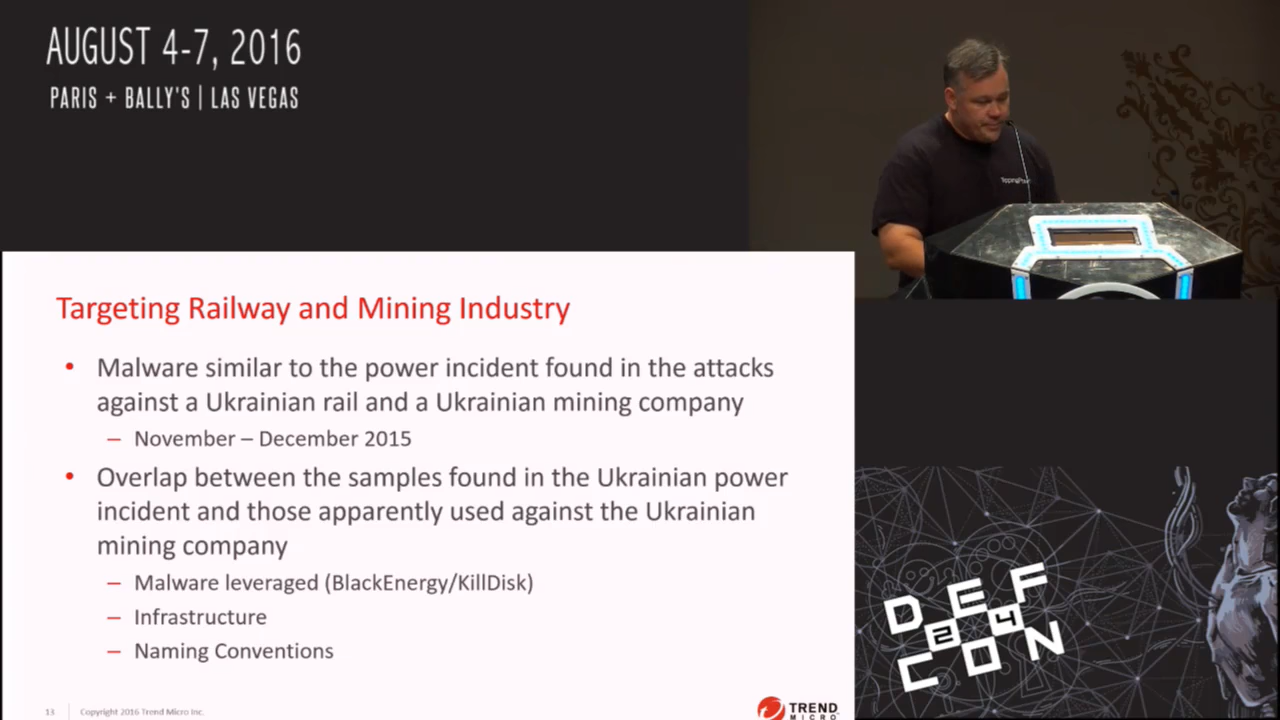 AUGUST 4-7, 2016
PARIS + BALLY'S | LAS VEGAS
TippingPoint
Targeting Railway and Mining Industry
• Malware similar to the power incident found in the attacks
against a Ukrainian rail and a Ukrainian mining company
– November – December 2015
• Overlap between the samples found in the Ukrainian power
incident and those apparently used against the Ukrainian
mining company
– Malware leveraged (BlackEnergy/KillDisk)
– Infrastructure
– Naming Conventions
13 | Copyright 2016 Trend Micro Inc.
TREND
MICRO
DEF
24
CON